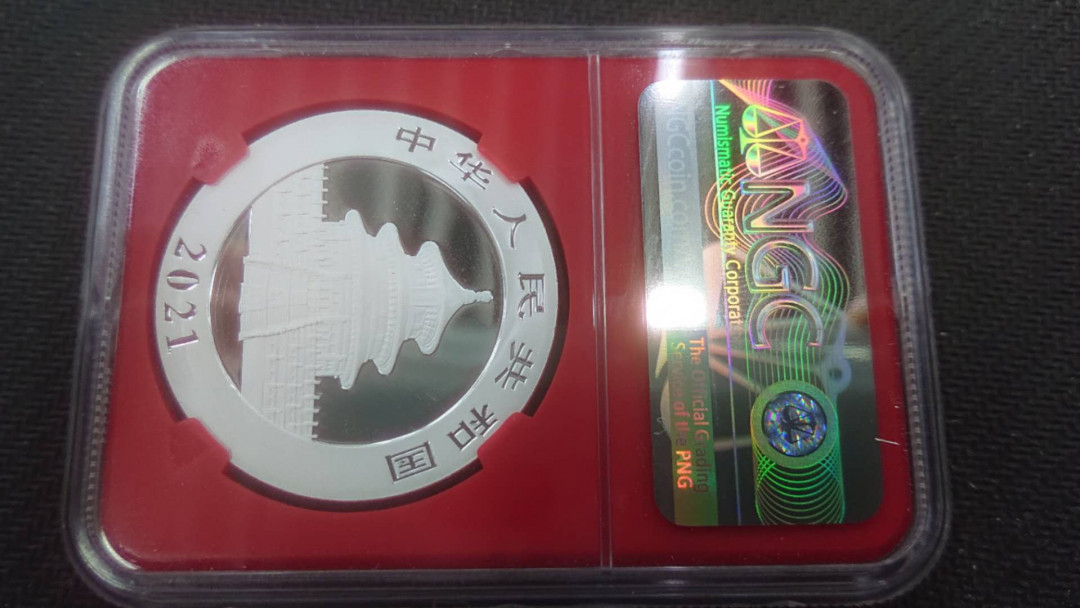 中华人民共和国
2021
NGC
Numismatic Guaranty Corporat
NGCcoin.com
The Official Grading
Service of the PNG